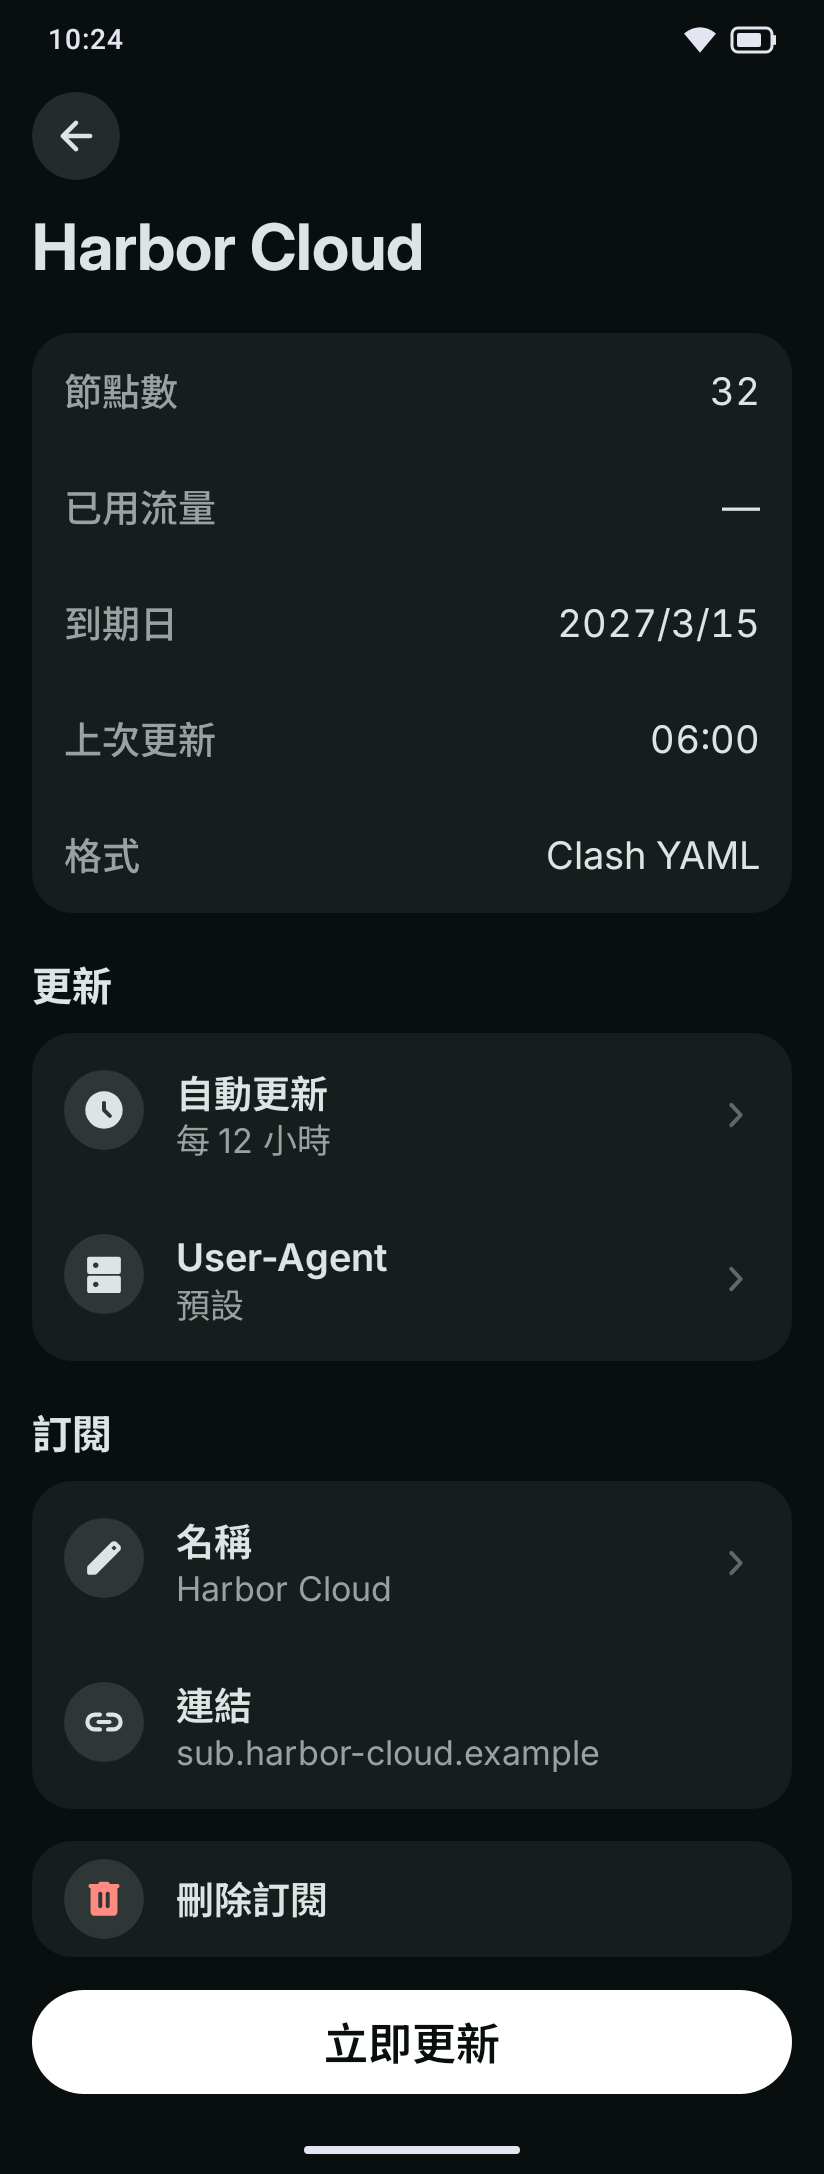 10:24
Harbor Cloud
節點數 32
已用流量 —
到期日 2027/3/15
上次更新 06:00
格式 Clash YAML
更新
自動更新
每 12 小時
User-Agent
預設
訂閱
名稱
Harbor Cloud
連結
sub.harbor-cloud.example
刪除訂閱
立即更新